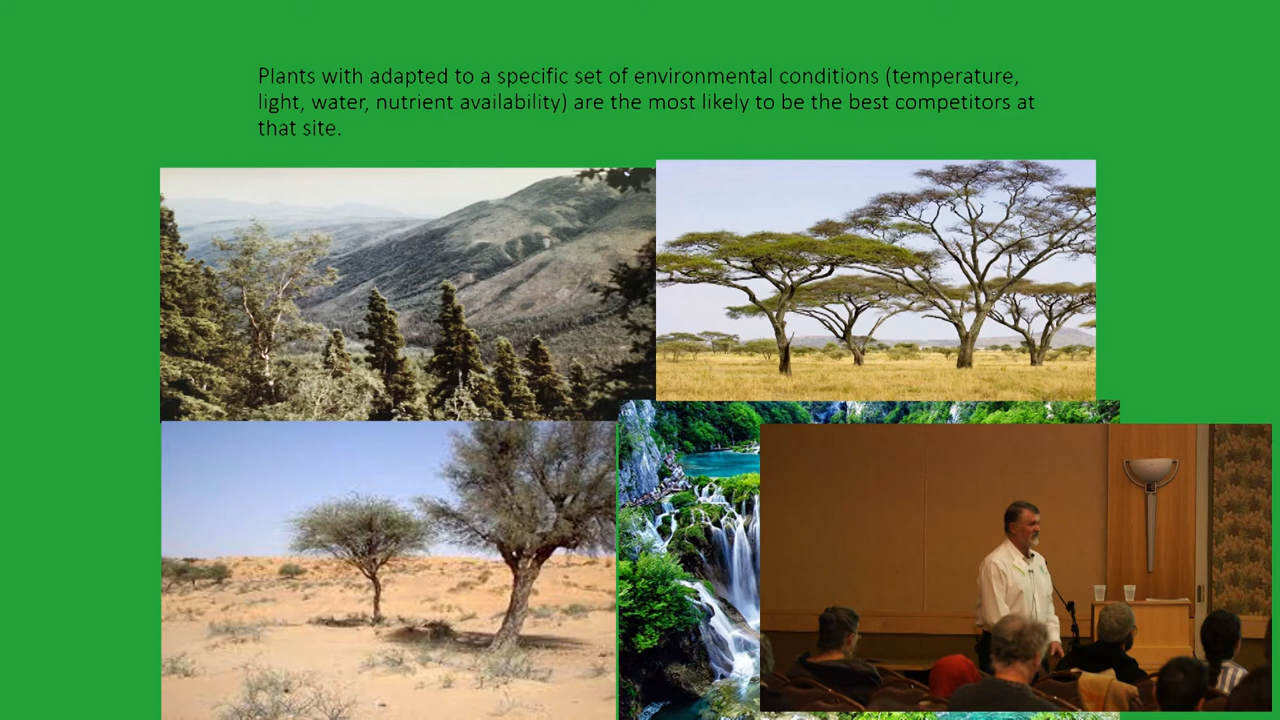 Plants with adapted to a specific set of environmental conditions (temperature,
light, water, nutrient availability) are the most likely to be the best competitors at
that site.